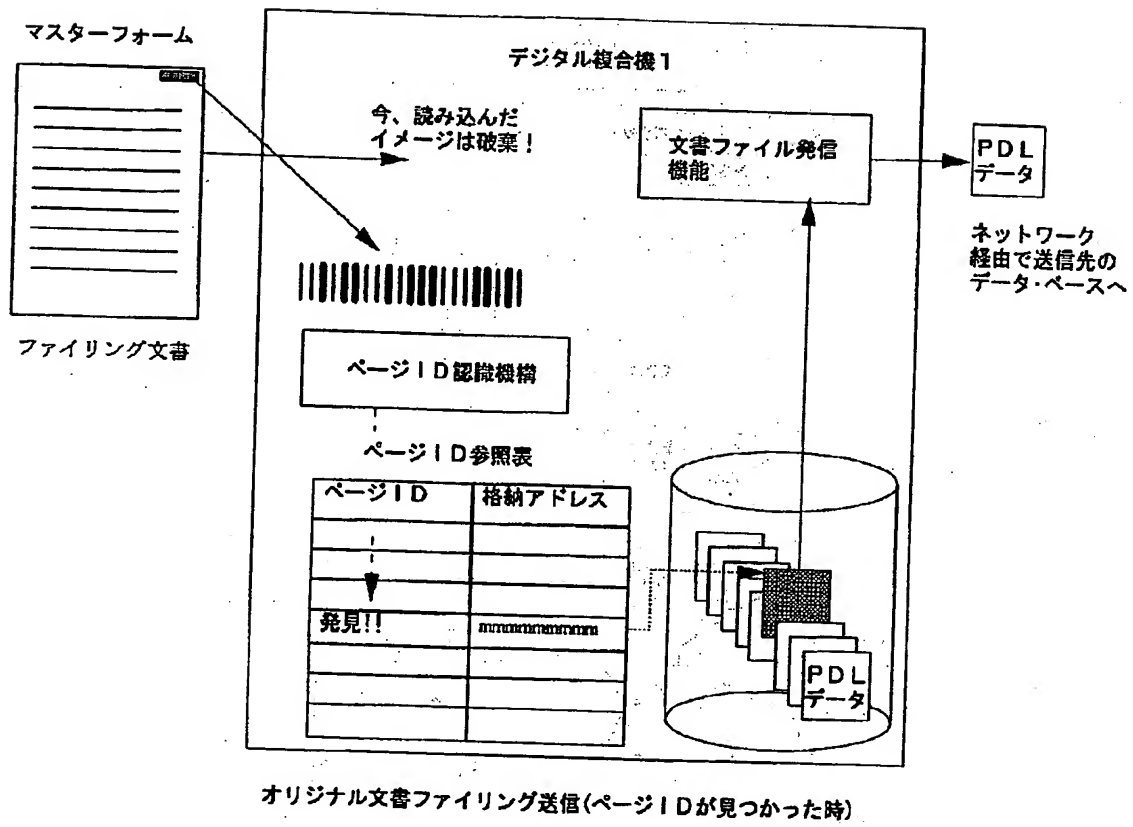 マスターフォーム
デジタル複合機1
今、読み込んだ
イメージは破棄!
文書ファイル発信
機能
PDL
データ
ネットワーク
経由で送信先の
データ・ベースへ
ファイリング文書
ページID認識機構
ページID参照表
ページID
格納アドレス
発見!!
mmmmmmmmmm
PDL
データ
オリジナル文書ファイリング送信(ページIDが見つかった時)